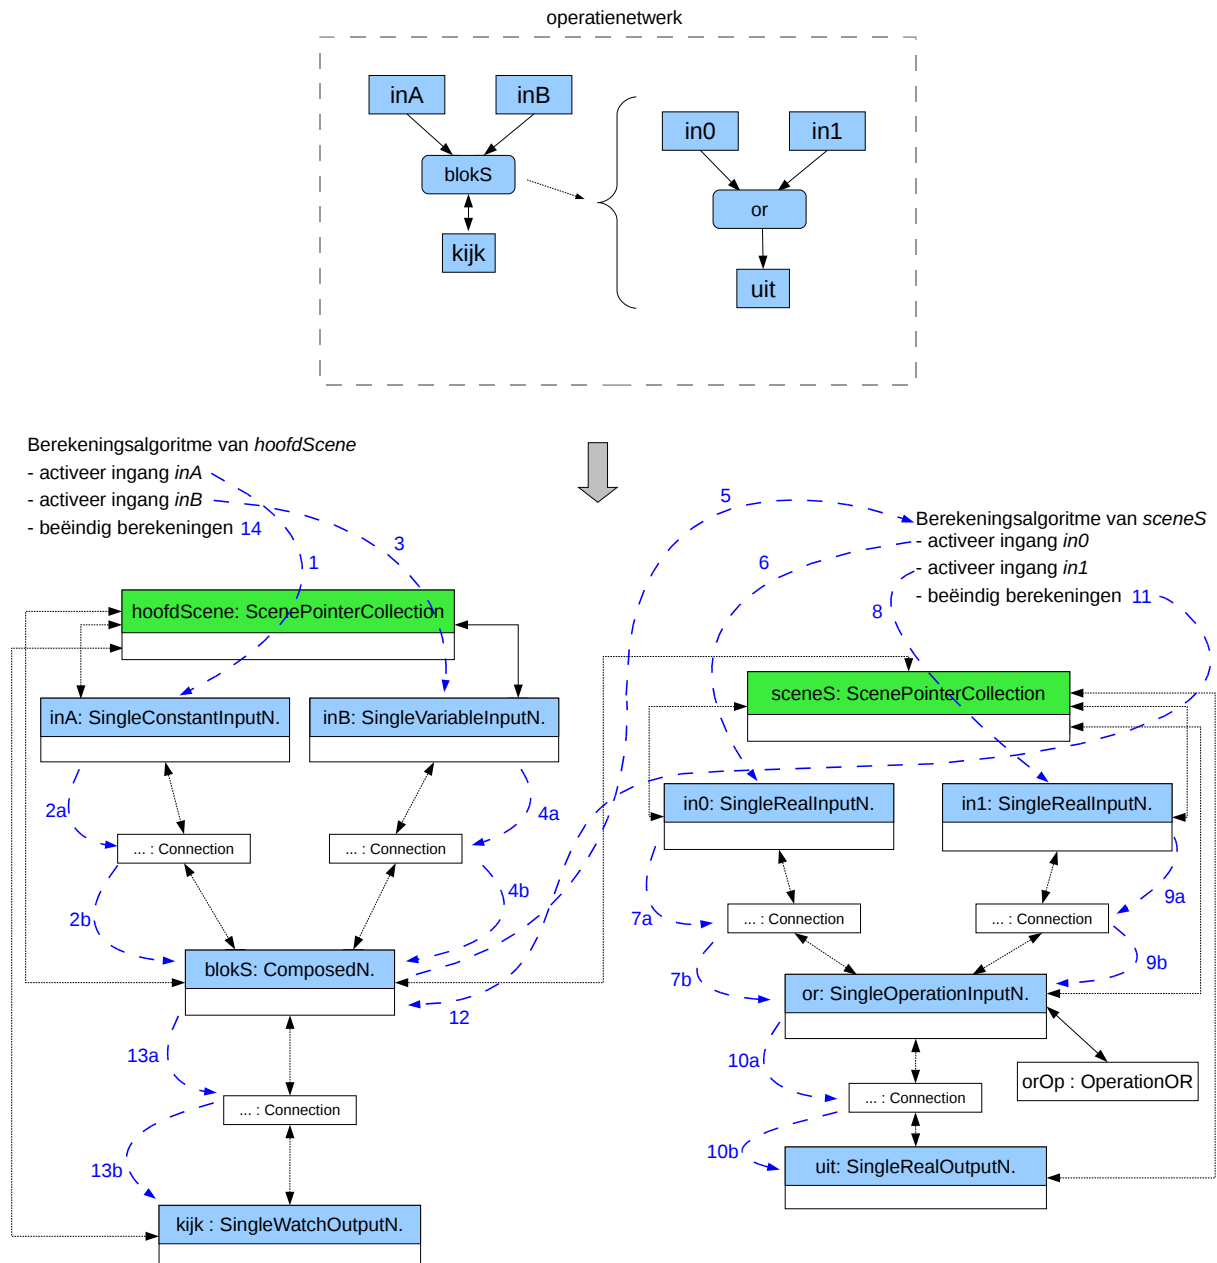 operatienetwerk
inA
inB
blokS
kijk
in0
in1
or
uit
Berekeningsalgoritme van hoofdScene
- activeer ingang inA
- activeer ingang inB
- beëindig berekeningen 14
1
3
5
Berekeningsalgoritme van sceneS
- activeer ingang in0
- activeer ingang in1
- beëindig berekeningen 11
6
8
hoofdScene: ScenePointerCollection
inA: SingleConstantInputN.
inB: SingleVariableInputN.
2a
4a
... : Connection
... : Connection
2b
4b
blokS: ComposedN.
12
13a
... : Connection
13b
kijk : SingleWatchOutputN.
sceneS: ScenePointerCollection
in0: SingleRealInputN.
in1: SingleRealInputN.
7a
9a
... : Connection
... : Connection
7b
9b
or: SingleOperationInputN.
10a
orOp : OperationOR
... : Connection
10b
uit: SingleRealOutputN.